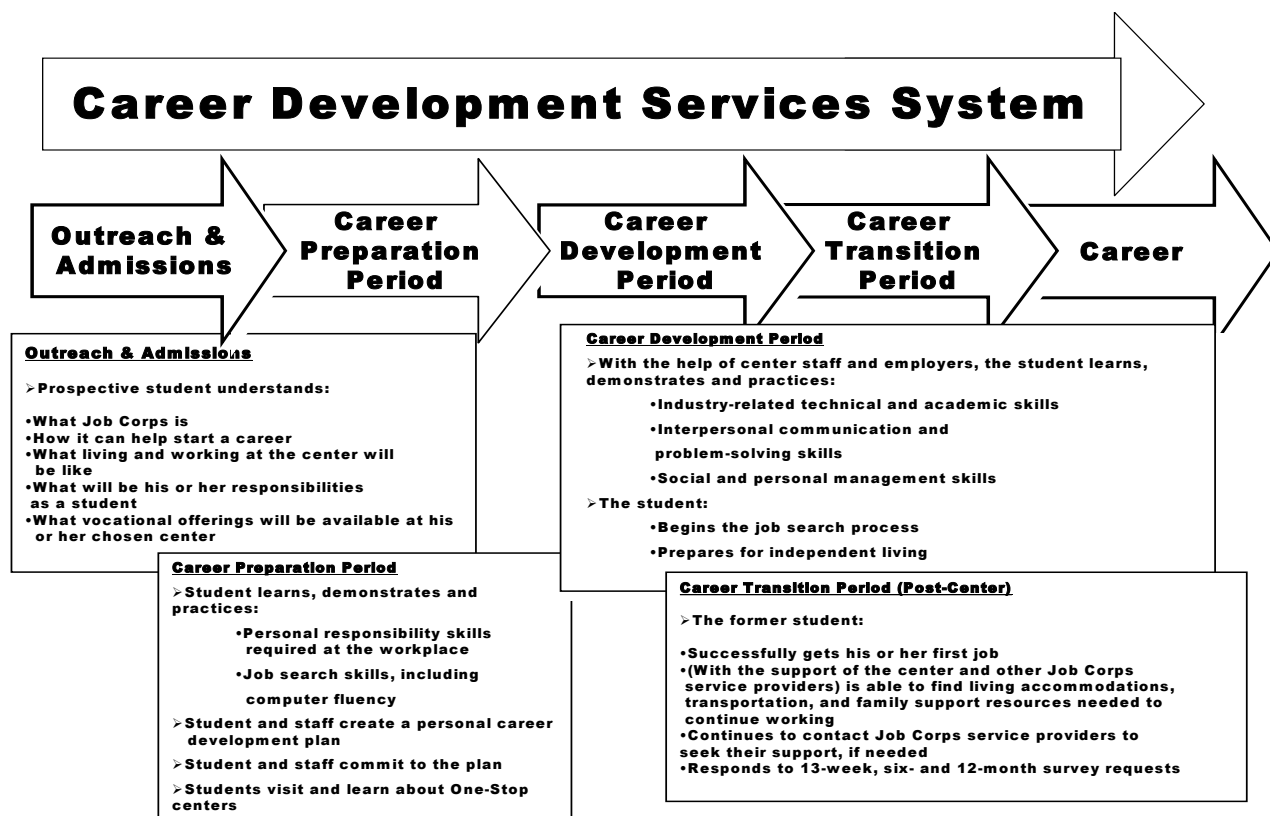 Career Development Services System
Outreach &
Admissions
Career
Preparation
Period
Career
Development
Period
Career
Transition
Period
Career
Outreach & Admissions
➢Prospective student understands:
•What Job Corps is
•How it can help start a career
•What living and working at the center will
be like
•What will be his or her responsibilities
as a student
•What vocational offerings will be available at his
or her chosen center
Career Preparation Period
➢Student learns, demonstrates and
practices:
•Personal responsibility skills
required at the workplace
•Job search skills, including
computer fluency
➢Student and staff create a personal career
development plan
➢Student and staff commit to the plan
➢Students visit and learn about One-Stop
centers
Career Development Period
➢With the help of center staff and employers, the student learns,
demonstrates and practices:
•Industry-related technical and academic skills
•Interpersonal communication and
problem-solving skills
•Social and personal management skills
➢The student:
•Begins the job search process
•Prepares for independent living
Career Transition Period (Post-Center)
➢The former student:
•Successfully gets his or her first job
•(With the support of the center and other Job Corps
service providers) is able to find living accommodations,
transportation, and family support resources needed to
continue working
•Continues to contact Job Corps service providers to
seek their support, if needed
•Responds to 13-week, six- and 12-month survey requests